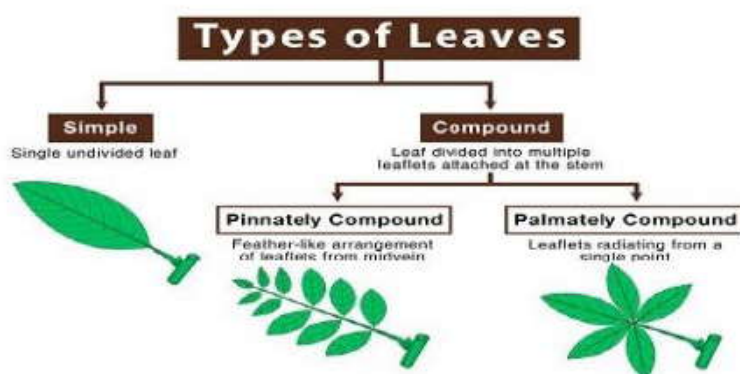 Types of Leaves
Simple
Single undivided leaf
Compound
Leaf divided into multiple
leaflets attached at the stem
Pinnately Compound
Feather-like arrangement
of leaflets from midvein
Palmately Compound
Leaflets radiating from a
single point